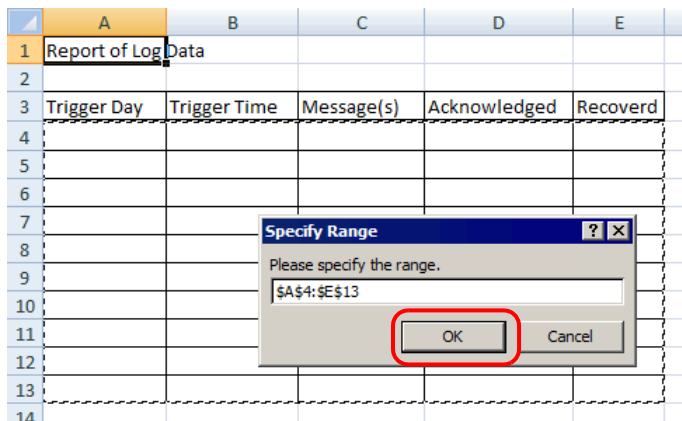 A B C D E
1 Report of Log Data
2
3 Trigger Day Trigger Time Message(s) Acknowledged Recoverd
4
5
6
7
Specify Range
8
Please specify the range.
9
$A$4:$E$13
10
11 OK Cancel
12
13
14